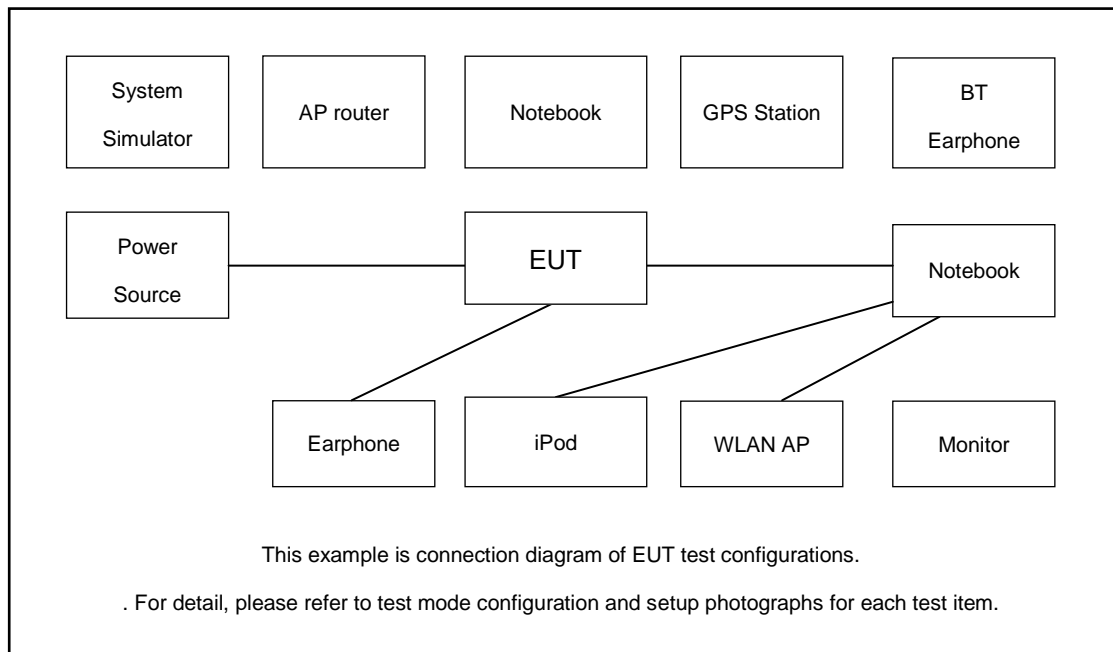 System
Simulator
AP router
Notebook
GPS Station
BT
Earphone
Power
Source
EUT
Notebook
Earphone
iPod
WLAN AP
Monitor
This example is connection diagram of EUT test configurations.
. For detail, please refer to test mode configuration and setup photographs for each test item.